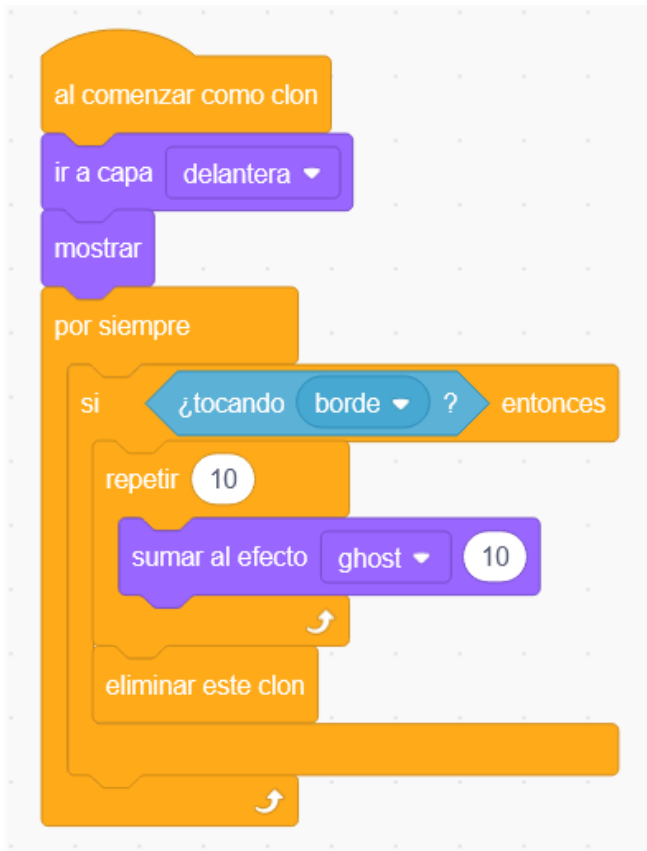 al comenzar como clon
ir a capa delantera
mostrar
por siempre
si ¿tocando borde ? entonces
repetir 10
sumar al efecto ghost 10
eliminar este clon